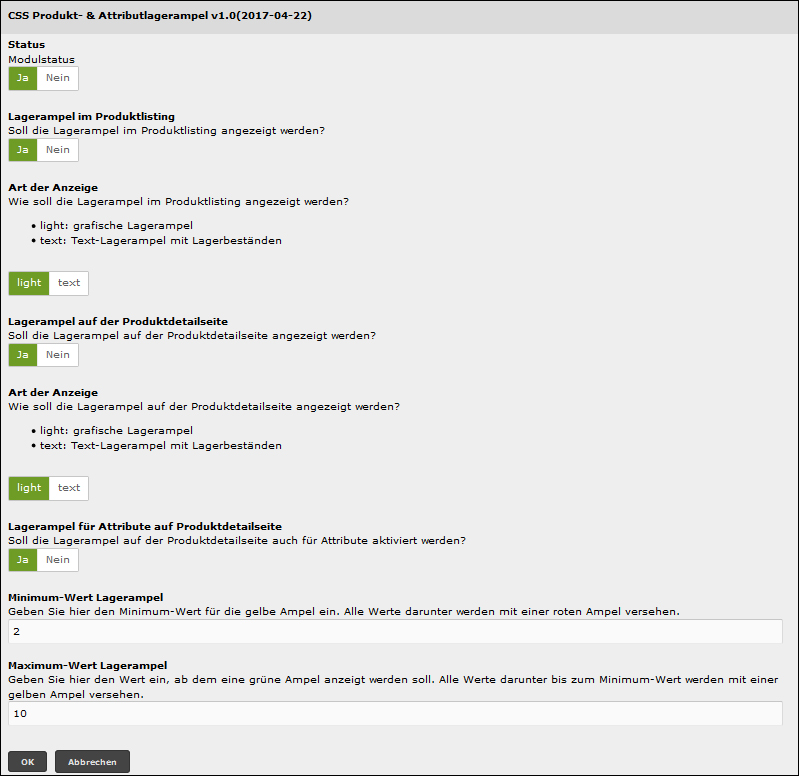 CSS Produkt- & Attributlagerampel v1.0(2017-04-22)
Status
Modulstatus
Ja Nein
Lagerampel im Produktlisting
Soll die Lagerampel im Produktlisting angezeigt werden?
Ja Nein
Art der Anzeige
Wie soll die Lagerampel im Produktlisting angezeigt werden?
• light: grafische Lagerampel
• text: Text-Lagerampel mit Lagerbeständen
light text
Lagerampel auf der Produktdetailseite
Soll die Lagerampel auf der Produktdetailseite angezeigt werden?
Ja Nein
Art der Anzeige
Wie soll die Lagerampel auf der Produktdetailseite angezeigt werden?
• light: grafische Lagerampel
• text: Text-Lagerampel mit Lagerbeständen
light text
Lagerampel für Attribute auf Produktdetailseite
Soll die Lagerampel auf der Produktdetailseite auch für Attribute aktiviert werden?
Ja Nein
Minimum-Wert Lagerampel
Geben Sie hier den Minimum-Wert für die gelbe Ampel ein. Alle Werte darunter werden mit einer roten Ampel versehen.
2
Maximum-Wert Lagerampel
Geben Sie hier den Wert ein, ab dem eine grüne Ampel anzeigt werden soll. Alle Werte darunter bis zum Minimum-Wert werden mit einer
gelben Ampel versehen.
10
OK Abbrechen